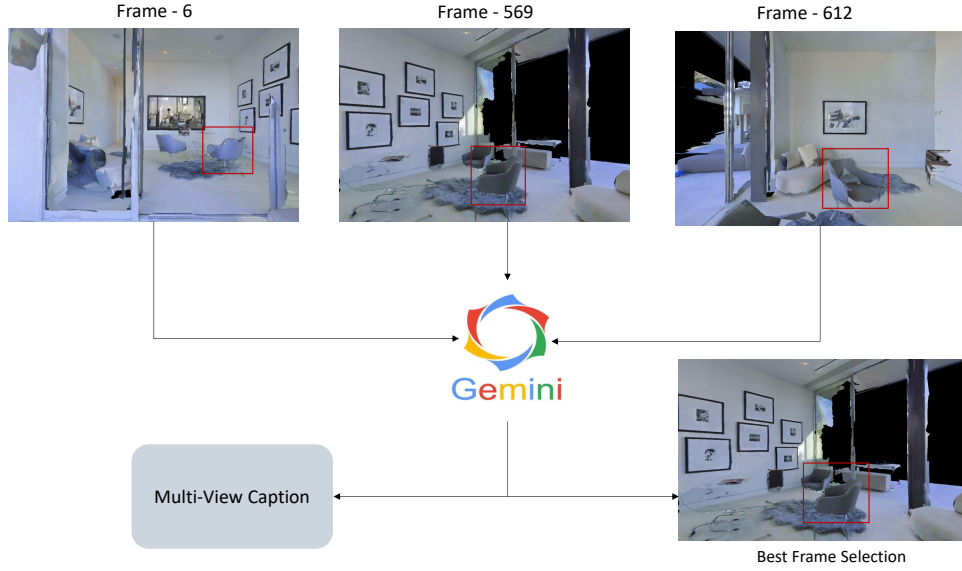 Frame - 6
Frame - 569
Frame - 612
Gemini
Multi-View Caption
Best Frame Selection